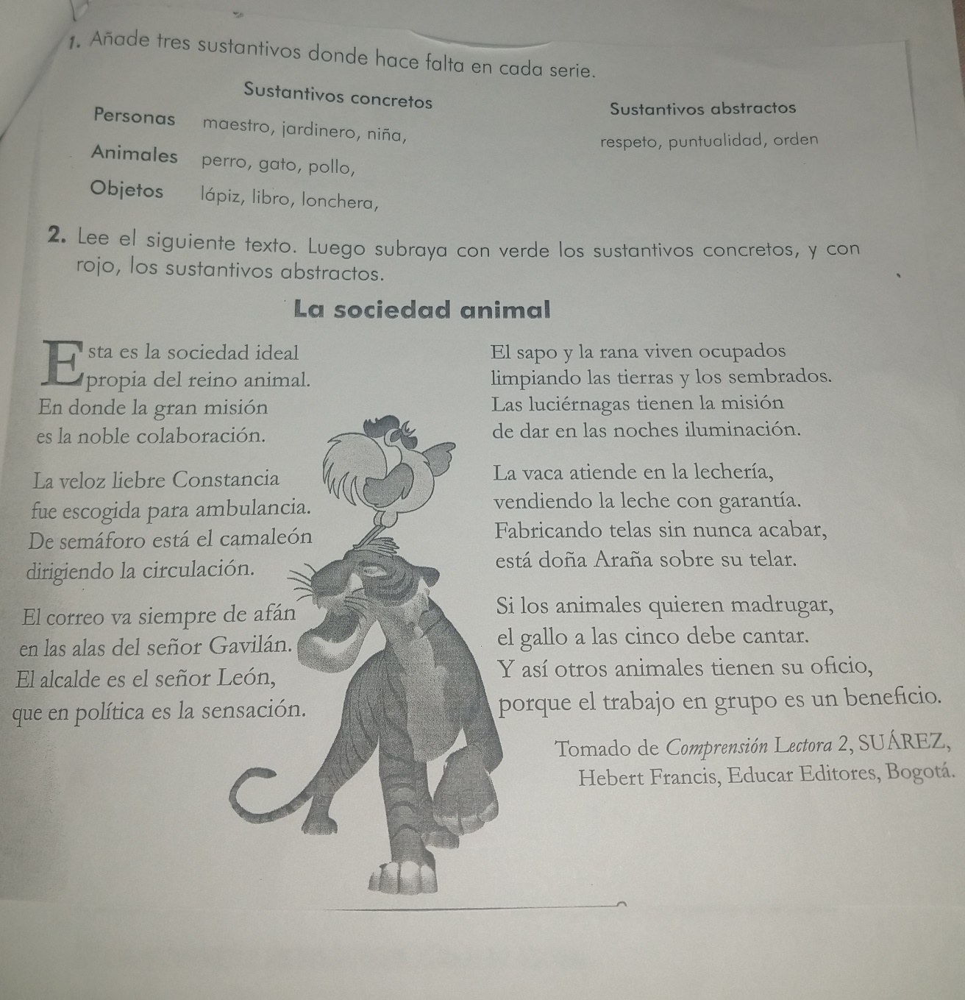 1. Añade tres sustantivos donde hace falta en cada serie.
Sustantivos concretos
Sustantivos abstractos
Personas maestro, jardinero, niña,
respeto, puntualidad, orden
Animales perro, gato, pollo,
Objetos lápiz, libro, lonchera,
2. Lee el siguiente texto. Luego subraya con verde los sustantivos concretos, y con
rojo, los sustantivos abstractos.
La sociedad animal
Esta es la sociedad ideal
propia del reino animal.
En donde la gran misión
es la noble colaboración.
La veloz liebre Constancia
fue escogida para ambulancia.
De semáforo está el camaleón
dirigiendo la circulación.
El correo va siempre de afán
en las alas del señor Gavilán.
El alcalde es el señor León,
que en política es la sensación.
El sapo y la rana viven ocupados
limpiando las tierras y los sembrados.
Las luciérnagas tienen la misión
de dar en las noches iluminación.
La vaca atiende en la lechería,
vendiendo la leche con garantía.
Fabricando telas sin nunca acabar,
está doña Araña sobre su telar.
Si los animales quieren madrugar,
el gallo a las cinco debe cantar.
Y así otros animales tienen su oficio,
porque el trabajo en grupo es un beneficio.
Tomado de Comprensión Lectora 2, SUÁREZ,
Hebert Francis, Educar Editores, Bogotá.